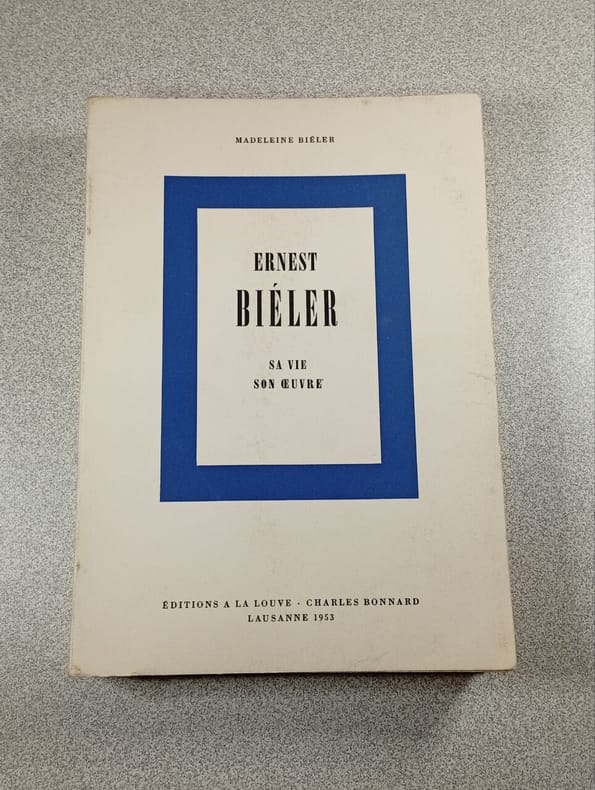 MADELEINE BIÉLER
ERNEST
BIÉLER
SA VIE
SON ŒUVRE
ÉDITIONS A LA LOUVE · CHARLES BONNARD
LAUSANNE 1953